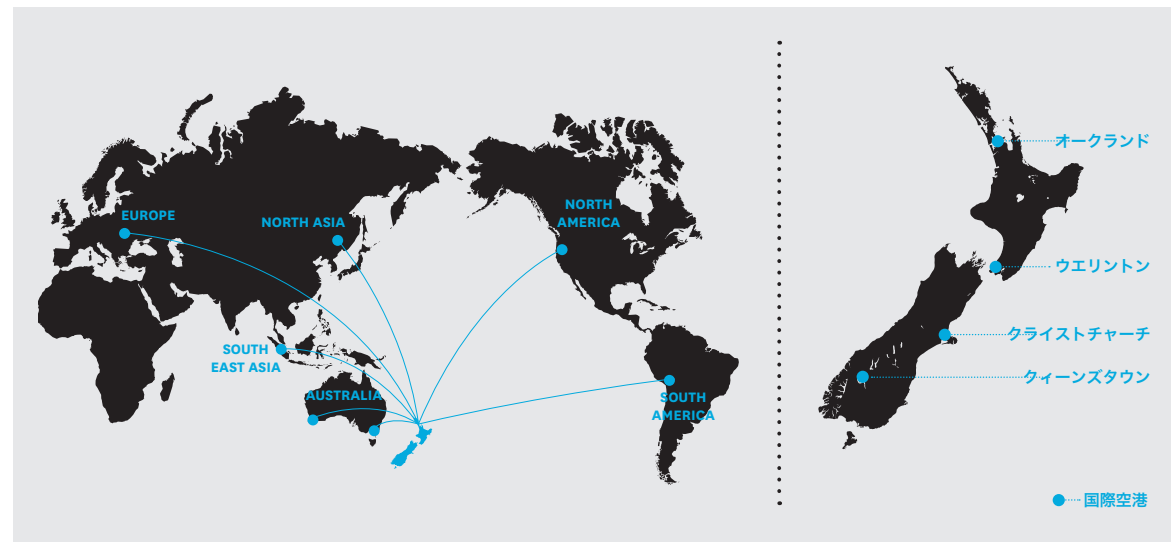 EUROPE
NORTH ASIA
NORTH
AMERICA
SOUTH
EAST ASIA
AUSTRALIA
SOUTH
AMERICA
オークランド
ウエリントン
クライストチャーチ
クィーンズタウン
国際空港